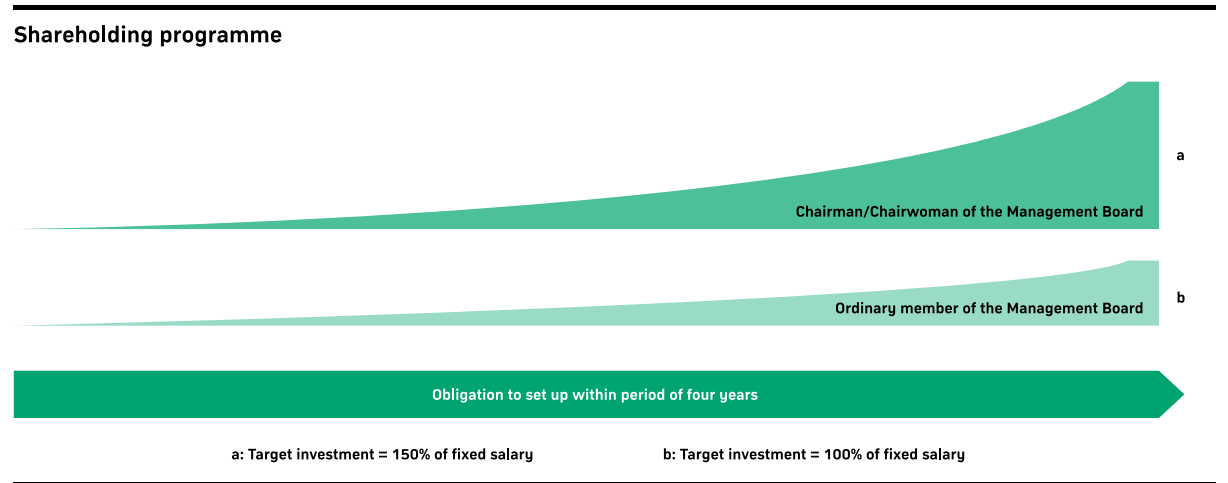 Shareholding programme
a
Chairman/Chairwoman of the Management Board
b
Ordinary member of the Management Board
Obligation to set up within period of four years
a: Target investment = 150% of fixed salary
b: Target investment = 100% of fixed salary